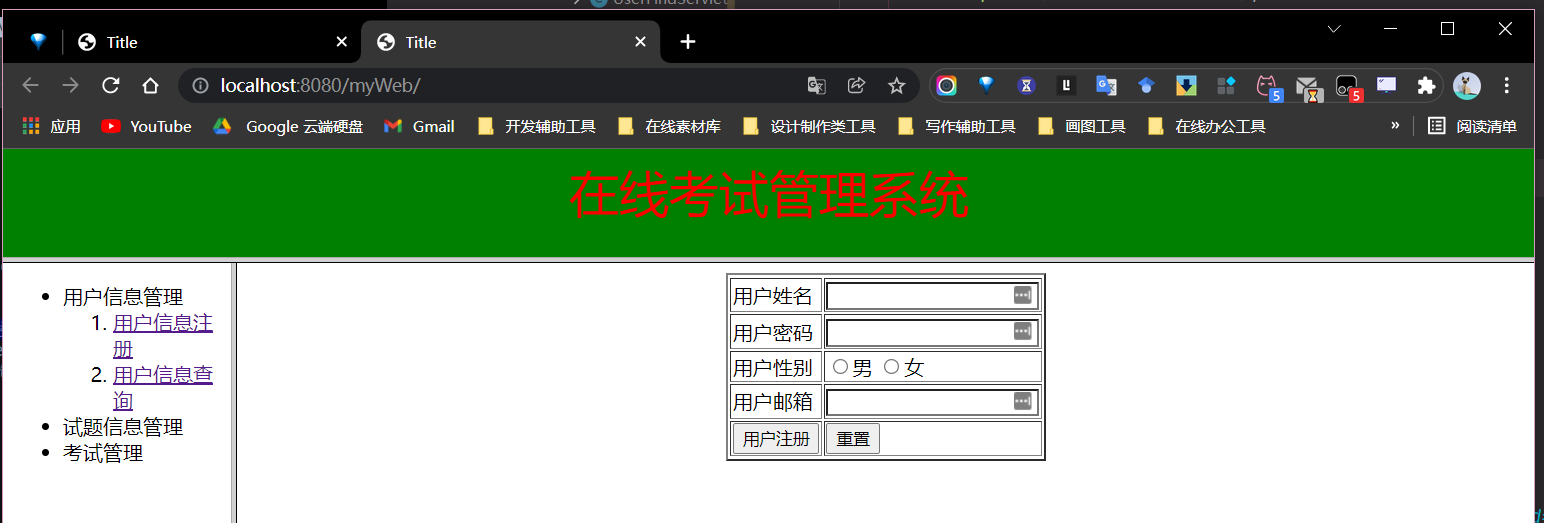 UserFindServlet
Title
Title
localhost:8080/myWeb/
5
5
应用
YouTube
Google 云端硬盘
Gmail
开发辅助工具
在线素材库
设计制作类工具
写作辅助工具
画图工具
在线办公工具
»
阅读清单
在线考试管理系统
用户信息管理
1. 用户信息注
册
2. 用户信息查
询
试题信息管理
考试管理
用户姓名
用户密码
用户性别 男 女
用户邮箱
用户注册 重置